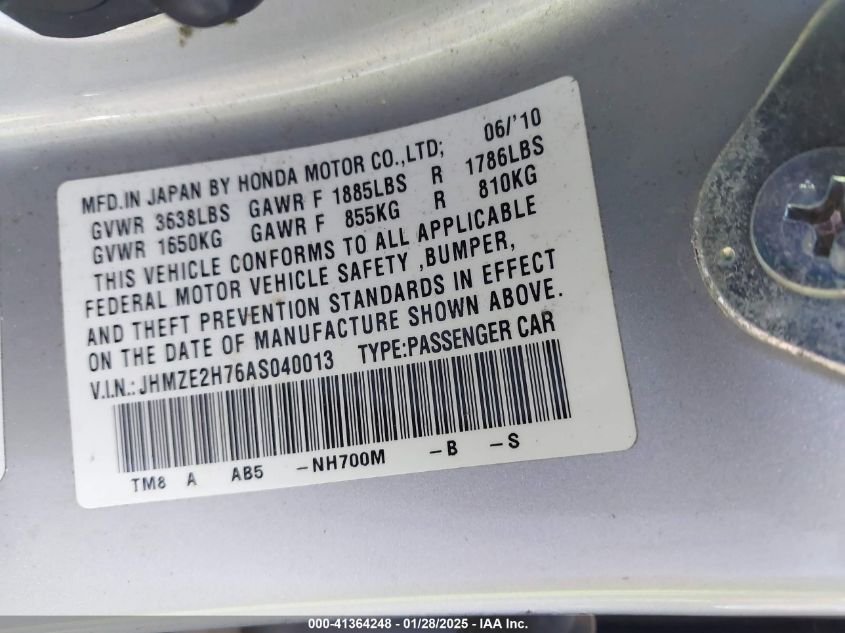 MFD.IN JAPAN BY HONDA MOTOR CO.,LTD; 06/'10
GVWR 3638LBS GAWR F 1885LBS R 1786LBS
GVWR 1650KG GAWR F 855KG R 810KG
THIS VEHICLE CONFORMS TO ALL APPLICABLE
FEDERAL MOTOR VEHICLE SAFETY ,BUMPER,
AND THEFT PREVENTION STANDARDS IN EFFECT
ON THE DATE OF MANUFACTURE SHOWN ABOVE.
V.I.N.: JHMZE2H76AS040013 TYPE:PASSENGER CAR
TM8 A AB5 -NH700M -B -S
000-41364248 - 01/28/2025 - IAA Inc.